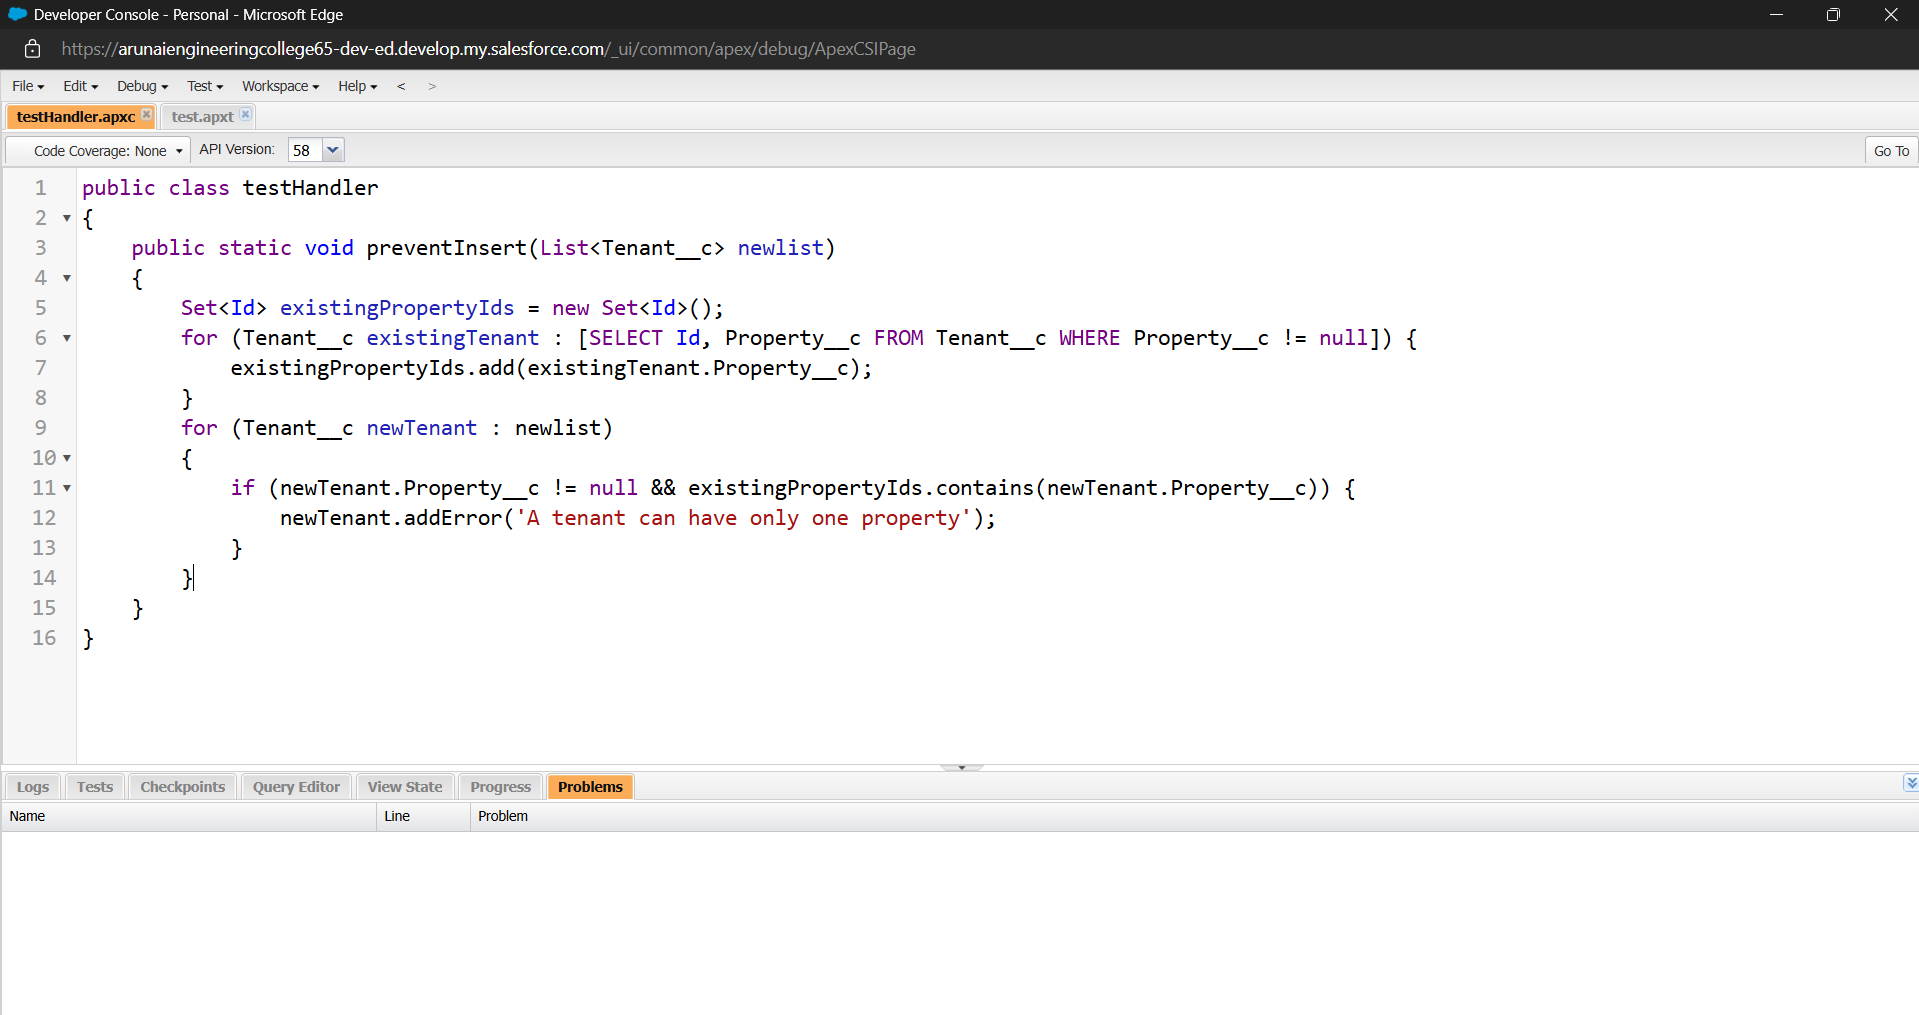 Developer Console - Personal - Microsoft Edge
https://arunaiengineeringcollege65-dev-ed.develop.my.salesforce.com/_ui/common/apex/debug/ApexCSIPage
File Edit Debug Test Workspace Help < >
testHandler.apxc test.apxt
Code Coverage: None API Version: 58 Go To
1 public class testHandler
2 {
3 public static void preventInsert(List<Tenant__c> newlist)
4 {
5 Set<Id> existingPropertyIds = new Set<Id>();
6 for (Tenant__c existingTenant : [SELECT Id, Property__c FROM Tenant__c WHERE Property__c != null]) {
7 existingPropertyIds.add(existingTenant.Property__c);
8 }
9 for (Tenant__c newTenant : newlist)
10 {
11 if (newTenant.Property__c != null && existingPropertyIds.contains(newTenant.Property__c)) {
12 newTenant.addError('A tenant can have only one property');
13 }
14 }
15 }
16 }
Logs Tests Checkpoints Query Editor View State Progress Problems
Name Line Problem